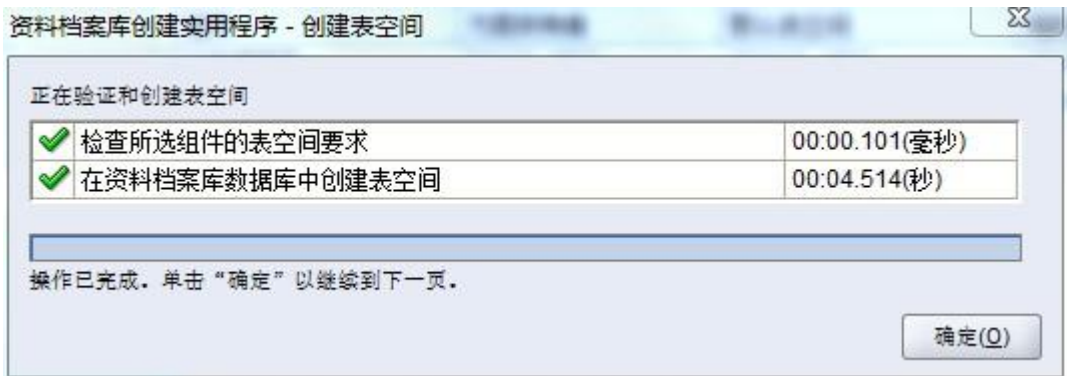 资料档案库创建实用程序 - 创建表空间
正在验证和创建表空间
检查所选组件的表空间要求 00:00.101(毫秒)
在资料档案库数据库中创建表空间 00:04.514(秒)
操作已完成. 单击“确定”以继续到下一页.
确定(O)